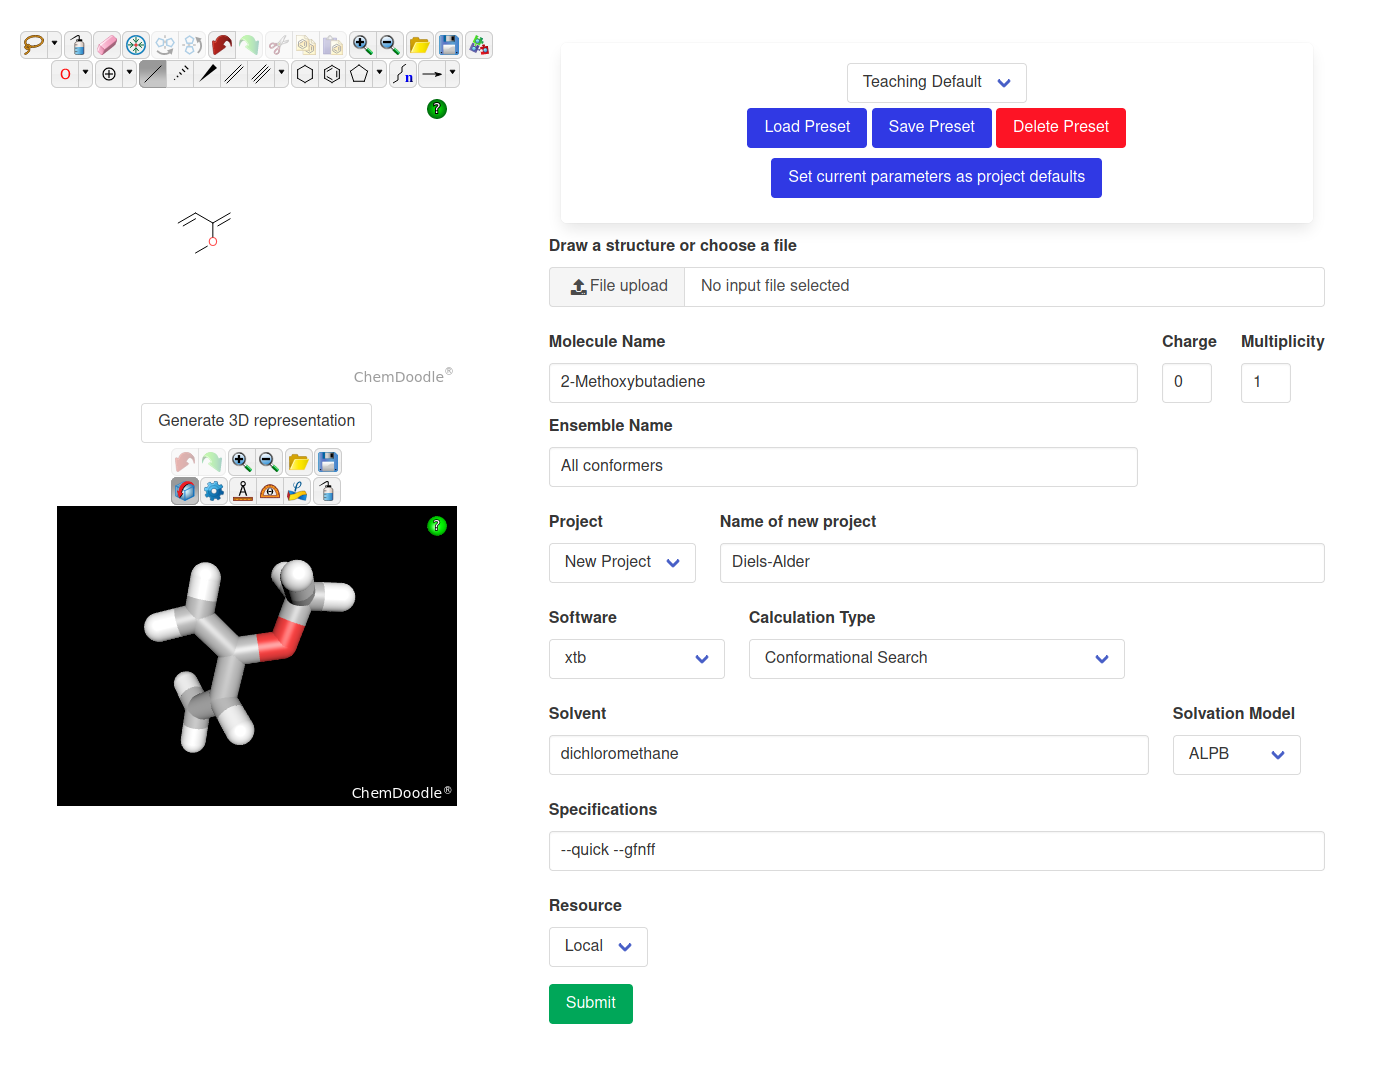 O
n
?
O
ChemDoodle®
Generate 3D representation
?
ChemDoodle®
Teaching Default
Load Preset Save Preset Delete Preset
Set current parameters as project defaults
Draw a structure or choose a file
File upload No input file selected
Molecule Name Charge Multiplicity
2-Methoxybutadiene 0 1
Ensemble Name
All conformers
Project Name of new project
New Project Diels-Alder
Software Calculation Type
xtb Conformational Search
Solvent Solvation Model
dichloromethane ALPB
Specifications
--quick --gfnff
Resource
Local
Submit